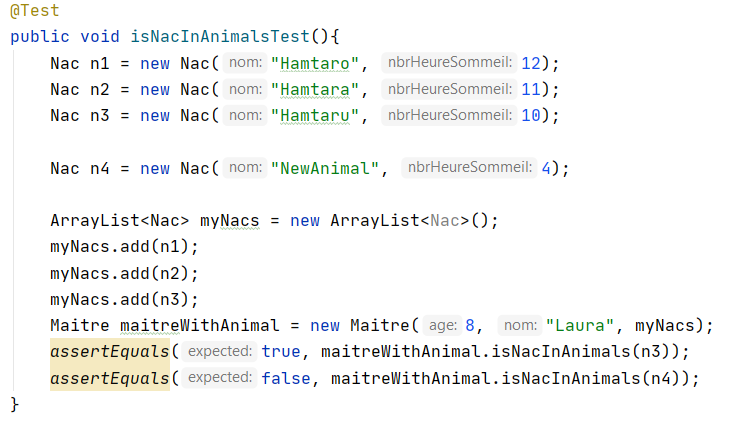 @Test
public void isNacInAnimalsTest(){
Nac n1 = new Nac( nom: "Hamtaro", nbrHeureSommeil: 12);
Nac n2 = new Nac( nom: "Hamtara", nbrHeureSommeil: 11);
Nac n3 = new Nac( nom: "Hamtaru", nbrHeureSommeil: 10);
Nac n4 = new Nac( nom: "NewAnimal", nbrHeureSommeil: 4);
ArrayList<Nac> myNacs = new ArrayList<Nac>();
myNacs.add(n1);
myNacs.add(n2);
myNacs.add(n3);
Maitre maitreWithAnimal = new Maitre( age: 8, nom: "Laura", myNacs);
assertEquals( expected: true, maitreWithAnimal.isNacInAnimals(n3));
assertEquals( expected: false, maitreWithAnimal.isNacInAnimals(n4));
}